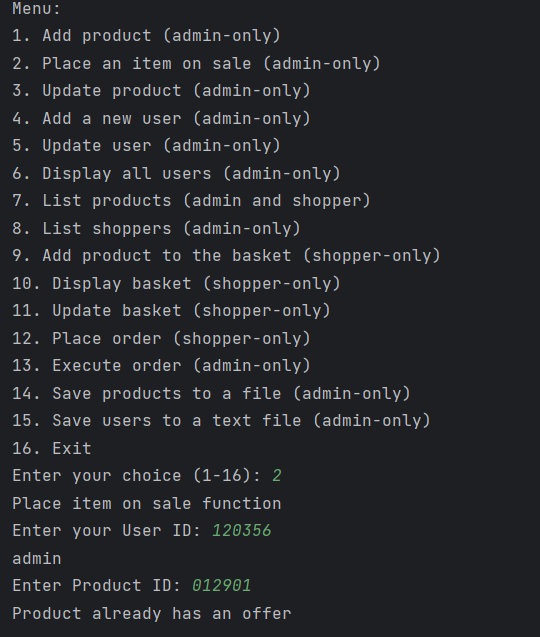 Menu:
1. Add product (admin-only)
2. Place an item on sale (admin-only)
3. Update product (admin-only)
4. Add a new user (admin-only)
5. Update user (admin-only)
6. Display all users (admin-only)
7. List products (admin and shopper)
8. List shoppers (admin-only)
9. Add product to the basket (shopper-only)
10. Display basket (shopper-only)
11. Update basket (shopper-only)
12. Place order (shopper-only)
13. Execute order (admin-only)
14. Save products to a file (admin-only)
15. Save users to a text file (admin-only)
16. Exit
Enter your choice (1-16): 2
Place item on sale function
Enter your User ID: 120356
admin
Enter Product ID: 012901
Product already has an offer